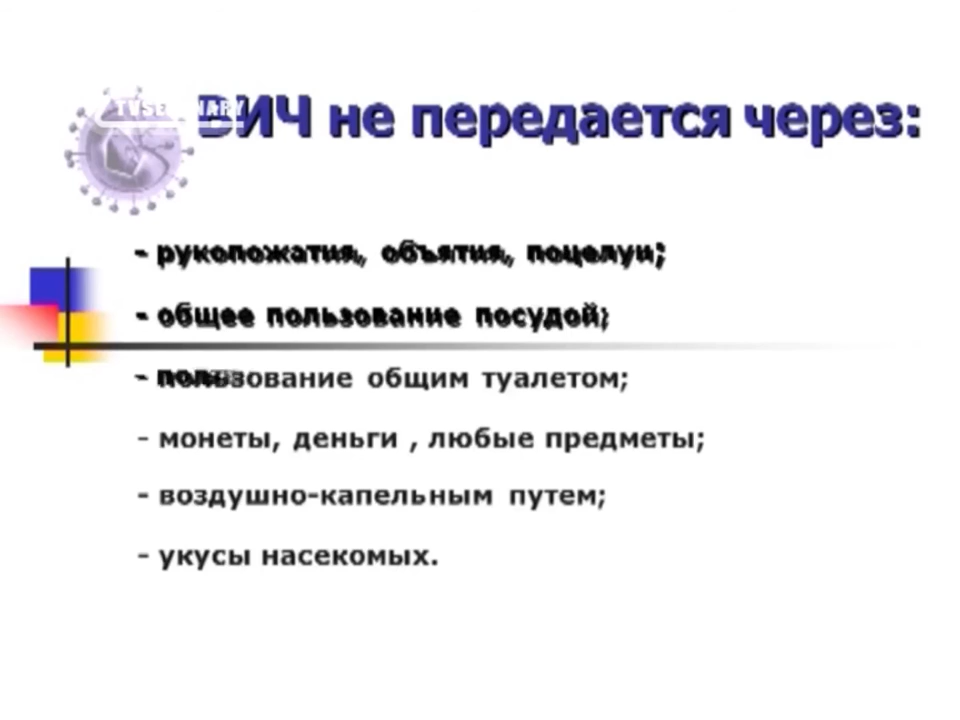 TVSEMINARY
ВИЧ не передается через:
- рукопожатия, объятия, поцелуи;
- общее пользование посудой;
- пользование общим туалетом;
- монеты, деньги , любые предметы;
- воздушно-капельным путем;
- укусы насекомых.